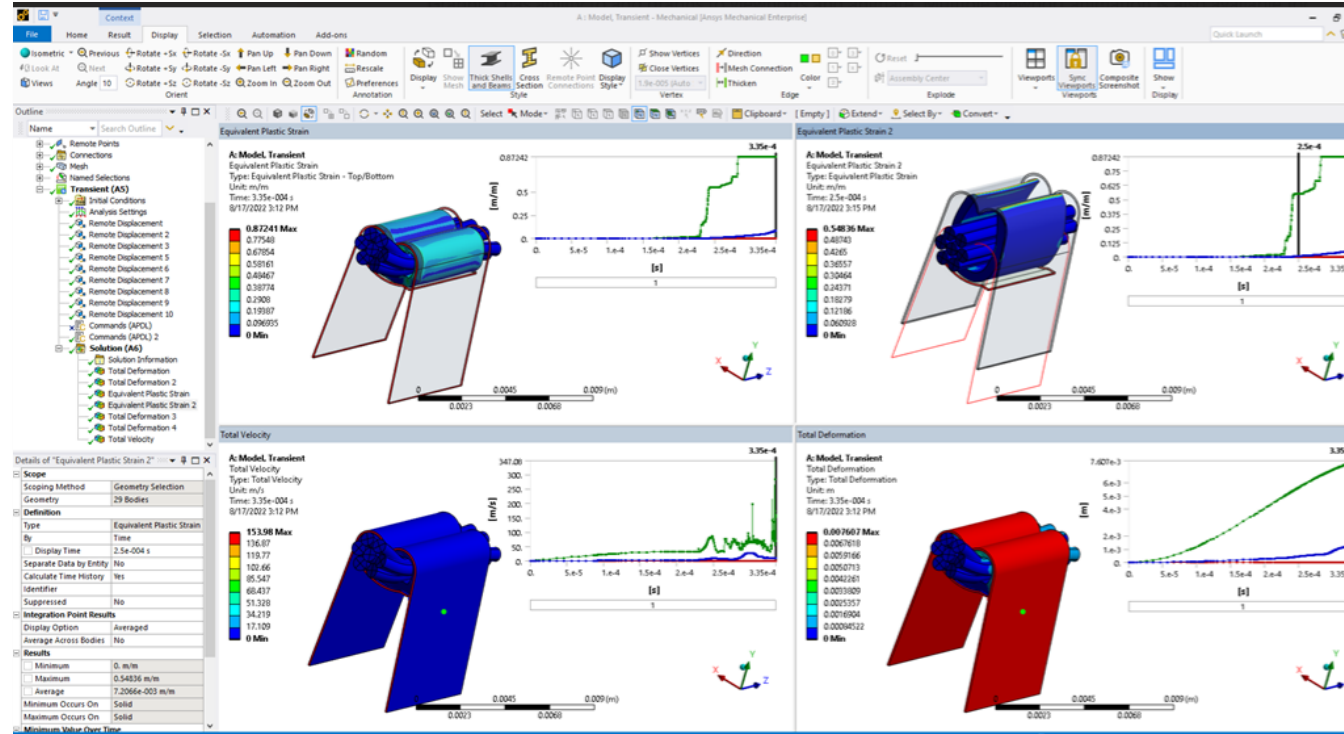 Context
A : Model, Transient - Mechanical [Ansys Mechanical Enterprise]
File Home Result Display Selection Automation Add-ons
Quick Launch
Isometric Previous Rotate +Sx Rotate -Sx Pan Up Pan Down Random
Look At Next Rotate +Sy Rotate -Sy Pan Left Pan Right Rescale
Views Angle 10 Rotate +Sz Rotate -Sz Zoom In Zoom Out Preferences
Display Show Mesh Thick Shells and Beams Cross Section Remote Point Connections Display Style
Show Vertices Direction
Close Vertices Mesh Connection
1.8e-005 (Auto Thicken
Color
Reset
Assembly Center
Viewports Sync Viewports Composite Screenshot Show
Orient Annotation Style Vertex Edge Explode Viewports Display
Outline
Name Search Outline
Select Mode Clipboard [Empty] Extend Select By Convert
Remote Points
Connections
Mesh
Named Selections
Transient (A5)
Initial Conditions
Analysis Settings
Remote Displacement
Remote Displacement 2
Remote Displacement 3
Remote Displacement 5
Remote Displacement 6
Remote Displacement 7
Remote Displacement 8
Remote Displacement 9
Remote Displacement 10
Commands (APDL)
Commands (APDL) 2
Solution (A6)
Solution Information
Total Deformation
Total Deformation 2
Equivalent Plastic Strain
Equivalent Plastic Strain 2
Total Deformation 3
Total Deformation 4
Total Velocity
Details of "Equivalent Plastic Strain 2"
Scope
Scoping Method Geometry Selection
Geometry 29 Bodies
Definition
Type Equivalent Plastic Strain
By Time
Display Time 2.5e-004 s
Separate Data by Entity No
Calculate Time History Yes
Identifier
Suppressed No
Integration Point Results
Display Option Averaged
Average Across Bodies No
Results
Minimum 0. m/m
Maximum 0.54836 m/m
Average 7.2066e-003 m/m
Minimum Occurs On Solid
Maximum Occurs On Solid
Minimum Value Over Time
Equivalent Plastic Strain
A: Model, Transient
Equivalent Plastic Strain
Type: Equivalent Plastic Strain - Top/Bottom
Unit: m/m
Time: 3.35e-004 s
8/17/2022 3:12 PM
0.87241 Max
0.77548
0.67854
0.58161
0.48467
0.38774
0.2908
0.19387
0.096935
0 Min
3.35e-4
0.87242
0.5
0.25
0.
[m/m]
0. 5.e-5 1.e-4 1.5e-4 2.e-4 2.5e-4 3.35e-4
[s]
1
Y
X Z
0 0.0045 0.009 (m)
0.0023 0.0068
Equivalent Plastic Strain 2
A: Model, Transient
Equivalent Plastic Strain 2
Type: Equivalent Plastic Strain
Unit: m/m
Time: 2.5e-004 s
8/17/2022 3:15 PM
0.54836 Max
0.48743
0.4265
0.36557
0.30464
0.24371
0.18279
0.12186
0.060928
0 Min
2.5e-4
0.87242
0.75
0.625
0.5
0.375
0.25
0.125
0.
[m/m]
0. 5.e-5 1.e-4 1.5e-4 2.e-4 2.5e-4 3.35
[s]
1
Y
X
0 0.0045 0.009 (m)
0.0023 0.0068
Total Velocity
A: Model, Transient
Total Velocity
Type: Total Velocity
Unit: m/s
Time: 3.35e-004 s
8/17/2022 3:12 PM
153.98 Max
136.87
119.77
102.66
85.547
68.437
51.328
34.219
17.109
0 Min
3.35e-4
347.08
300.
250.
200.
150.
100.
50.
0.
[m/s]
0. 5.e-5 1.e-4 1.5e-4 2.e-4 2.5e-4 3.35e-4
[s]
1
Y
X Z
0.0045 0.009 (m)
0.0023 0.0068
Total Deformation
A: Model, Transient
Total Deformation
Type: Total Deformation
Unit: m
Time: 3.35e-004 s
8/17/2022 3:12 PM
0.007607 Max
0.0067618
0.0059166
0.0050713
0.0042261
0.0033809
0.0025357
0.0016904
0.00084522
0 Min
3.35
7.607e-3
6.e-3
5.e-3
4.e-3
2.e-3
1.e-3
0.
[m]
0. 5.e-5 1.e-4 1.5e-4 2.e-4 2.5e-4 3.35
[s]
1
Y
X
0.0045 0.009 (m)
0.0023 0.0068